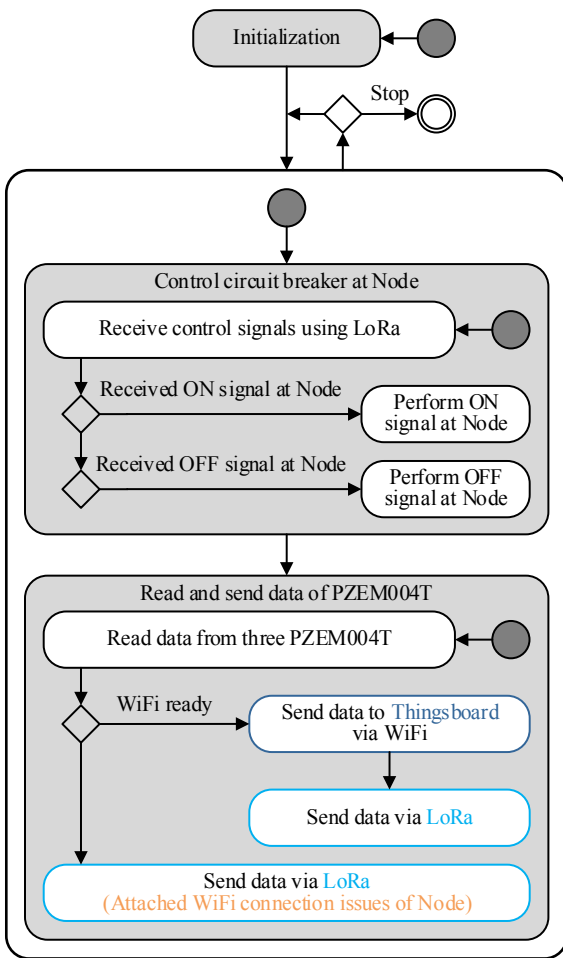 Initialization
Stop
Control circuit breaker at Node
Receive control signals using LoRa
Received ON signal at Node
Perform ON
signal at Node
Received OFF signal at Node
Perform OFF
signal at Node
Read and send data of PZEM004T
Read data from three PZEM004T
WiFi ready
Send data to Thingsboard
via WiFi
Send data via LoRa
Send data via LoRa
(Attached WiFi connection issues of Node)